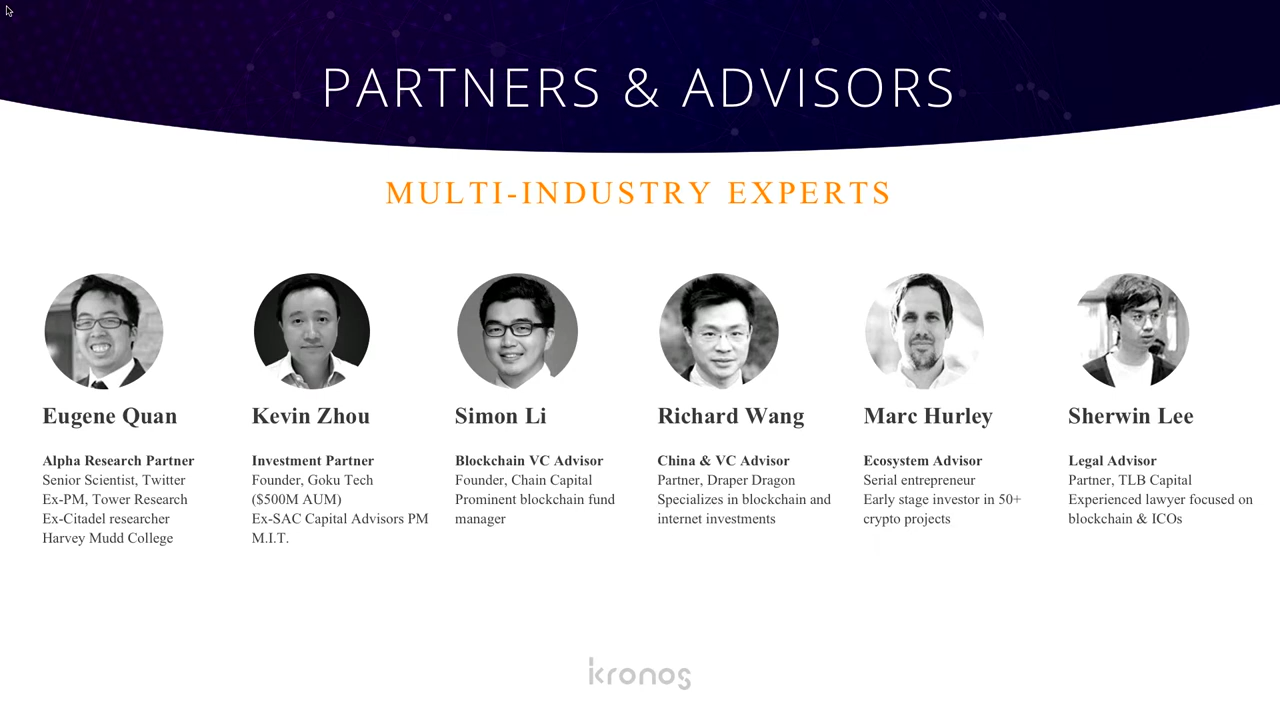 PARTNERS & ADVISORS
MULTI-INDUSTRY EXPERTS
Eugene Quan
Alpha Research Partner
Senior Scientist, Twitter
Ex-PM, Tower Research
Ex-Citadel researcher
Harvey Mudd College
Kevin Zhou
Investment Partner
Founder, Goku Tech
($500M AUM)
Ex-SAC Capital Advisors PM
M.I.T.
Simon Li
Blockchain VC Advisor
Founder, Chain Capital
Prominent blockchain fund
manager
Richard Wang
China & VC Advisor
Partner, Draper Dragon
Specializes in blockchain and
internet investments
Marc Hurley
Ecosystem Advisor
Serial entrepreneur
Early stage investor in 50+
crypto projects
Sherwin Lee
Legal Advisor
Partner, TLB Capital
Experienced lawyer focused on
blockchain & ICOs
kronos